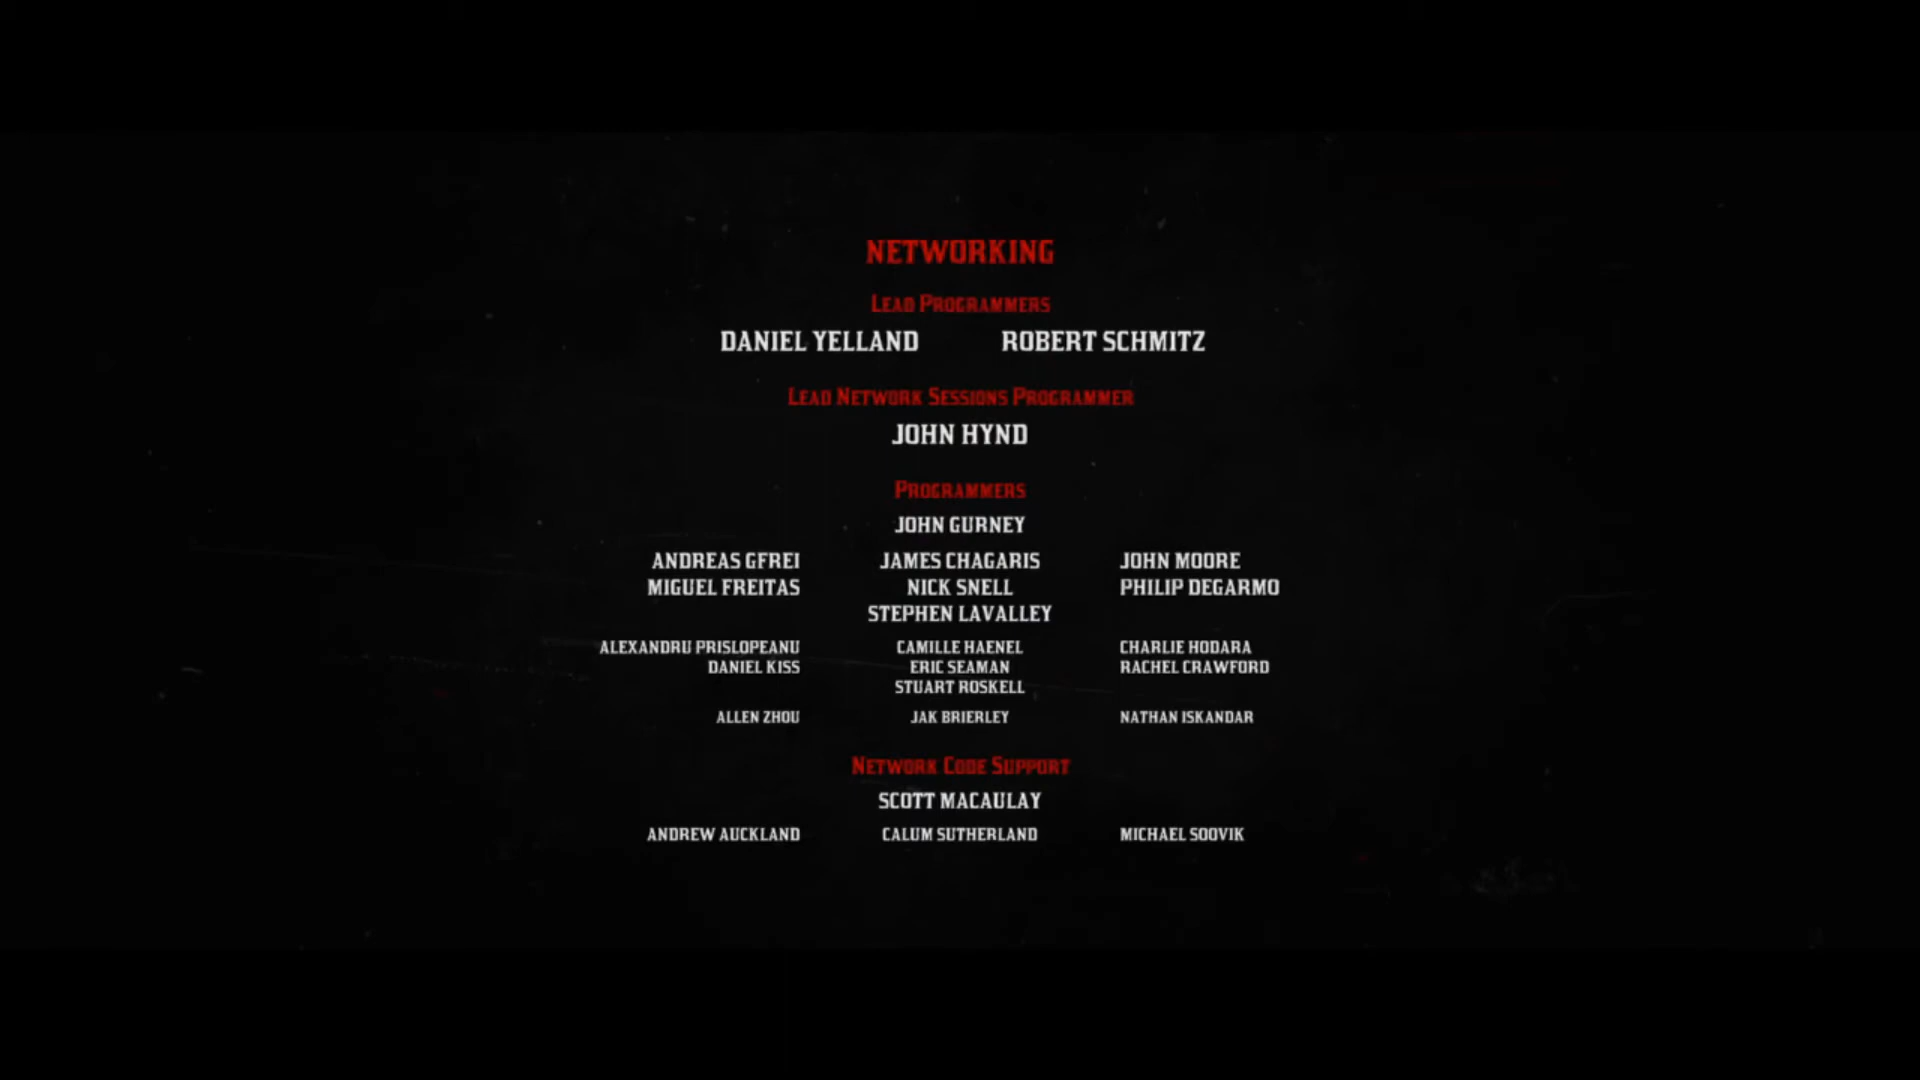 NETWORKING
LEAD PROGRAMMERS
DANIEL YELLAND ROBERT SCHMITZ
LEAD NETWORK SESSIONS PROGRAMMER
JOHN HYND
PROGRAMMERS
JOHN GURNEY
ANDREAS GFREI JAMES CHAGARIS JOHN MOORE
MIGUEL FREITAS NICK SNELL PHILIP DEGARMO
STEPHEN LAVALLEY
ALEXANDRU PRISLOPEANU CAMILLE HAENEL CHARLIE HODARA
DANIEL KISS ERIC SEAMAN RACHEL CRAWFORD
STUART ROSKELL
ALLEN ZHOU JAK BRIERLEY NATHAN ISKANDAR
NETWORK CODE SUPPORT
SCOTT MACAULAY
ANDREW AUCKLAND CALUM SUTHERLAND MICHAEL SOOVIK